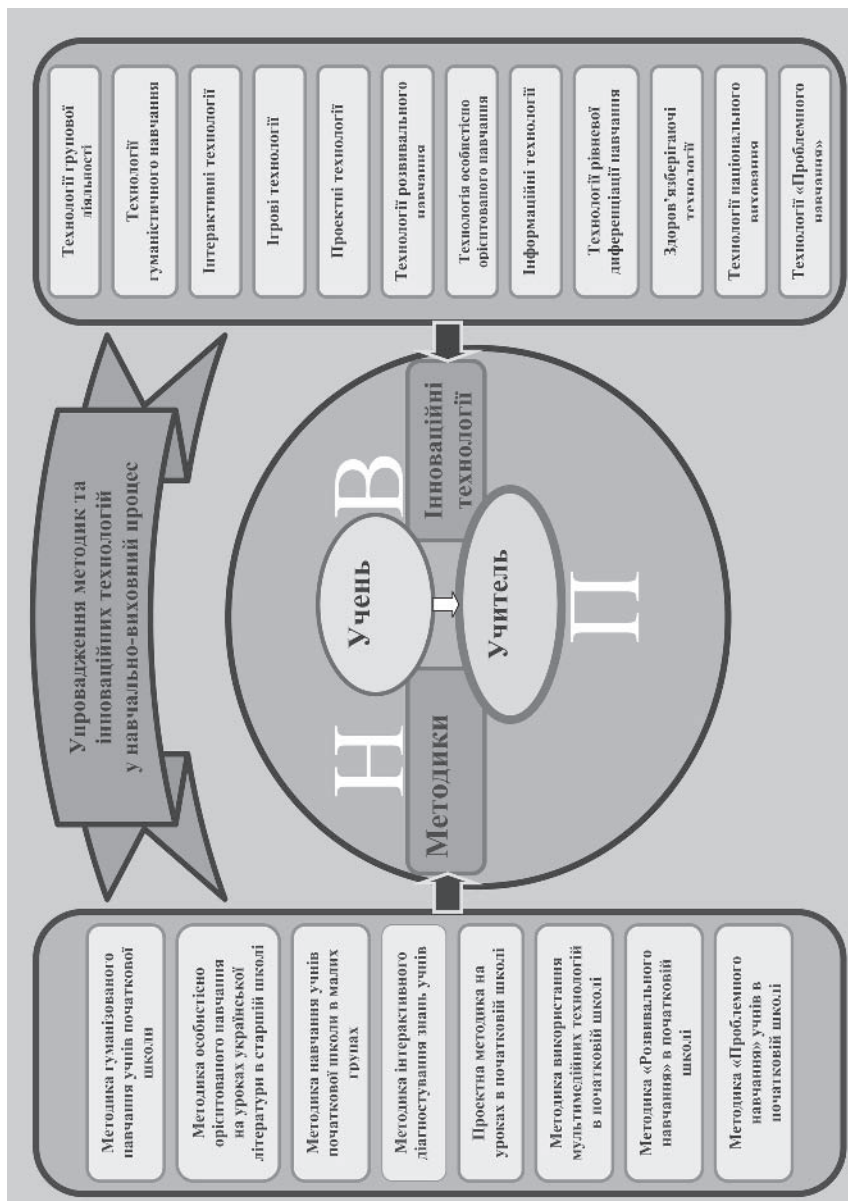 Упровадження методик та
інноваційних технологій
у навчально-виховний процес
Методика гуманізованого
навчання учнів початкової
школи
Методика особистісно
орієнтованого навчання
на уроках української
літератури в старшій школі
Методика навчання учнів
початкової школи в малих
групах
Методика інтерактивного
діагностування знань учнів
Проектна методика на
уроках в початковій школі
Методика використання
мультимедійних технологій
в початковій школі
Методика «Розвивального
навчання» в початковій
школі
Методика «Проблемного
навчання» учнів в
початковій школі
Н
В
Учень
Методики
Інноваційні
технології
Учитель
П
Технології групової
діяльності
Технології
гуманістичного навчання
Інтерактивні технології
Ігрові технології
Проектні технології
Технології розвивального
навчання
Технологія особистісно
орієнтованого навчання
Інформаційні технології
Технології рівневої
диференціації навчання
Здоров’язберігаючі
технології
Технології національного
виховання
Технології «Проблемного
навчання»